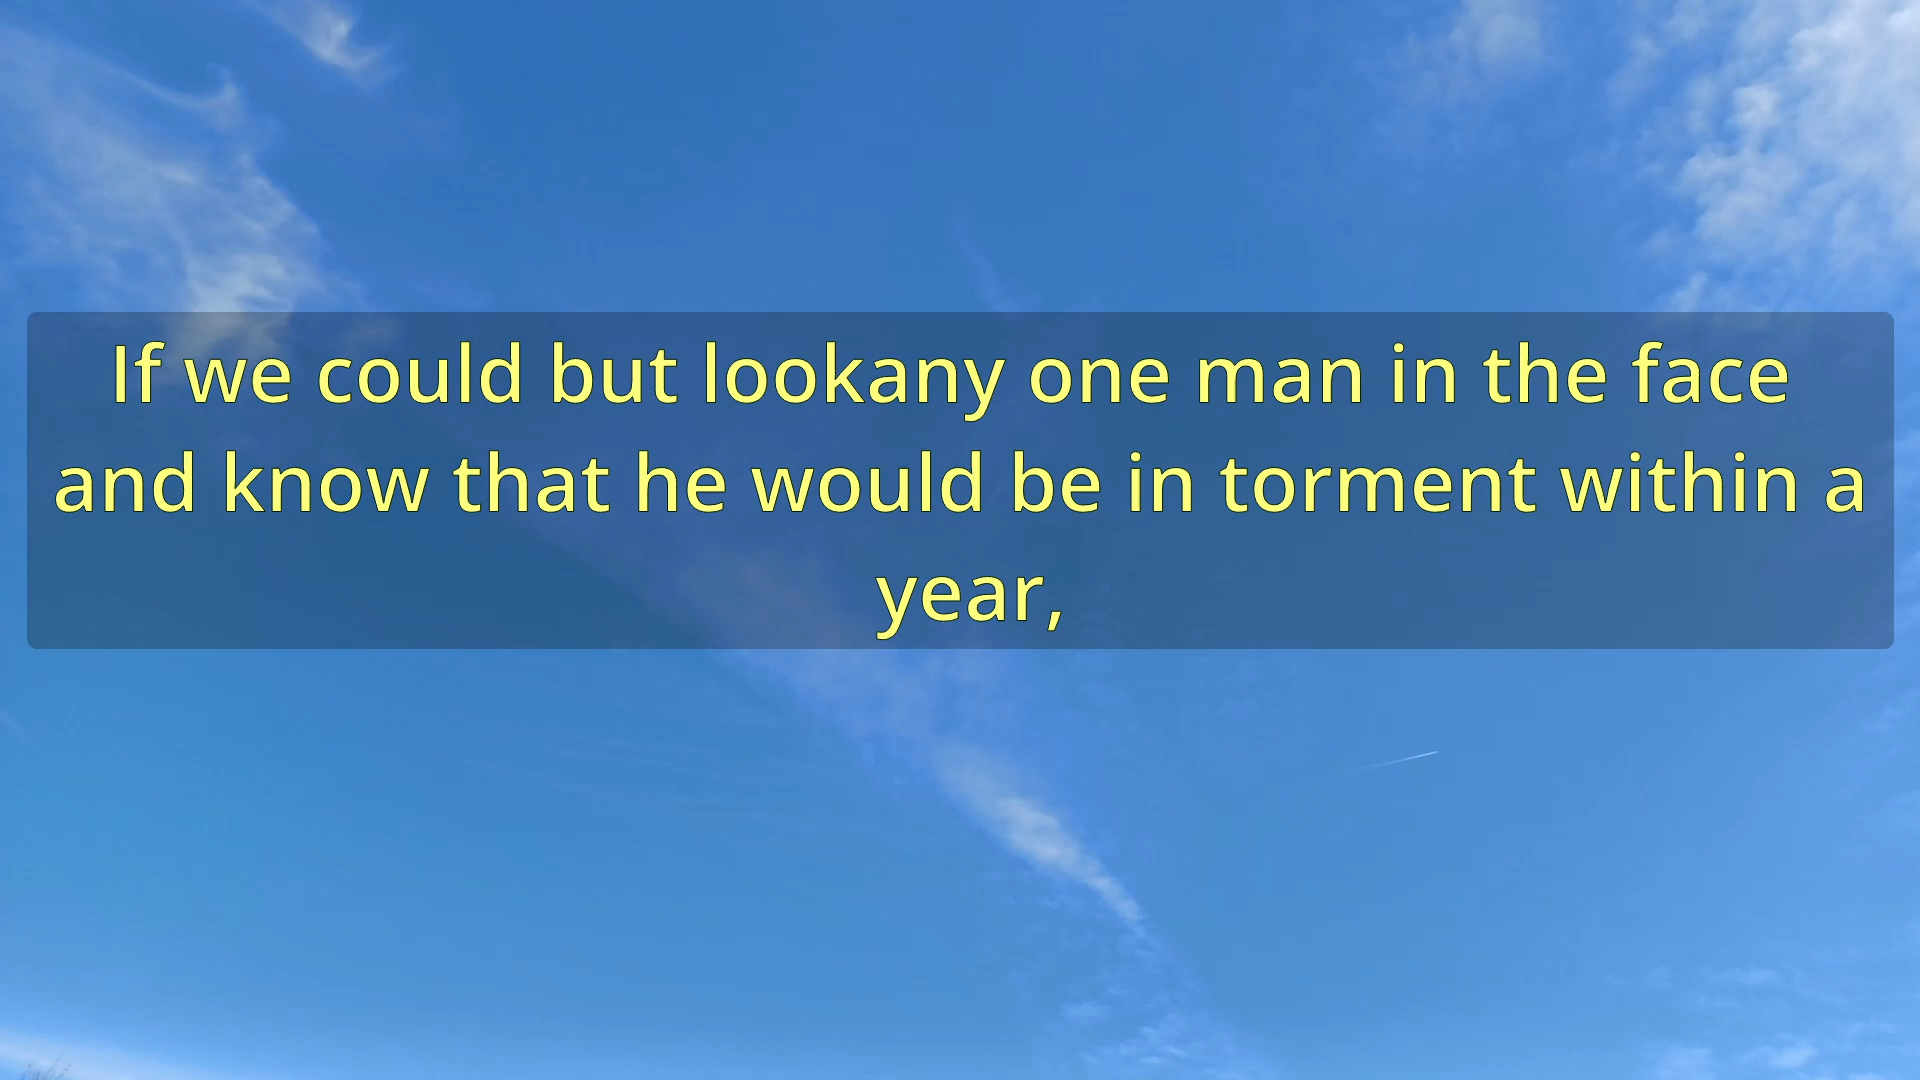 If we could but lookany one man in the face
and know that he would be in torment within a
year,